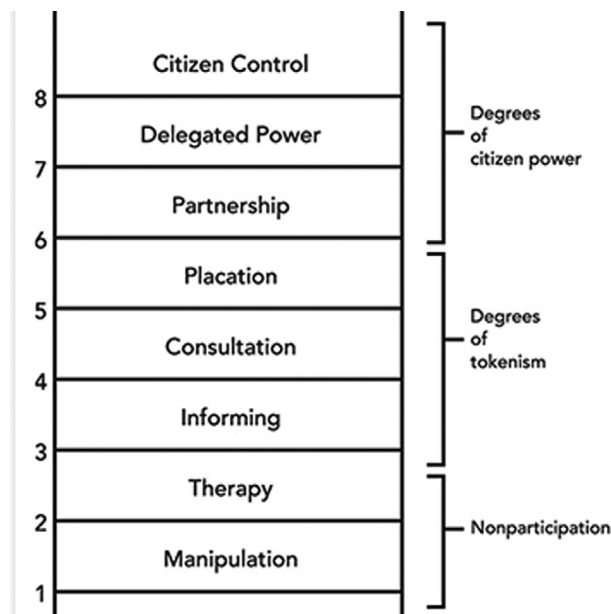 Citizen Control
8
Delegated Power
7
Partnership
6
Placation
5
Consultation
4
Informing
3
Therapy
2
Manipulation
1
Degrees
of
citizen power
Degrees
of
tokenism
Nonparticipation